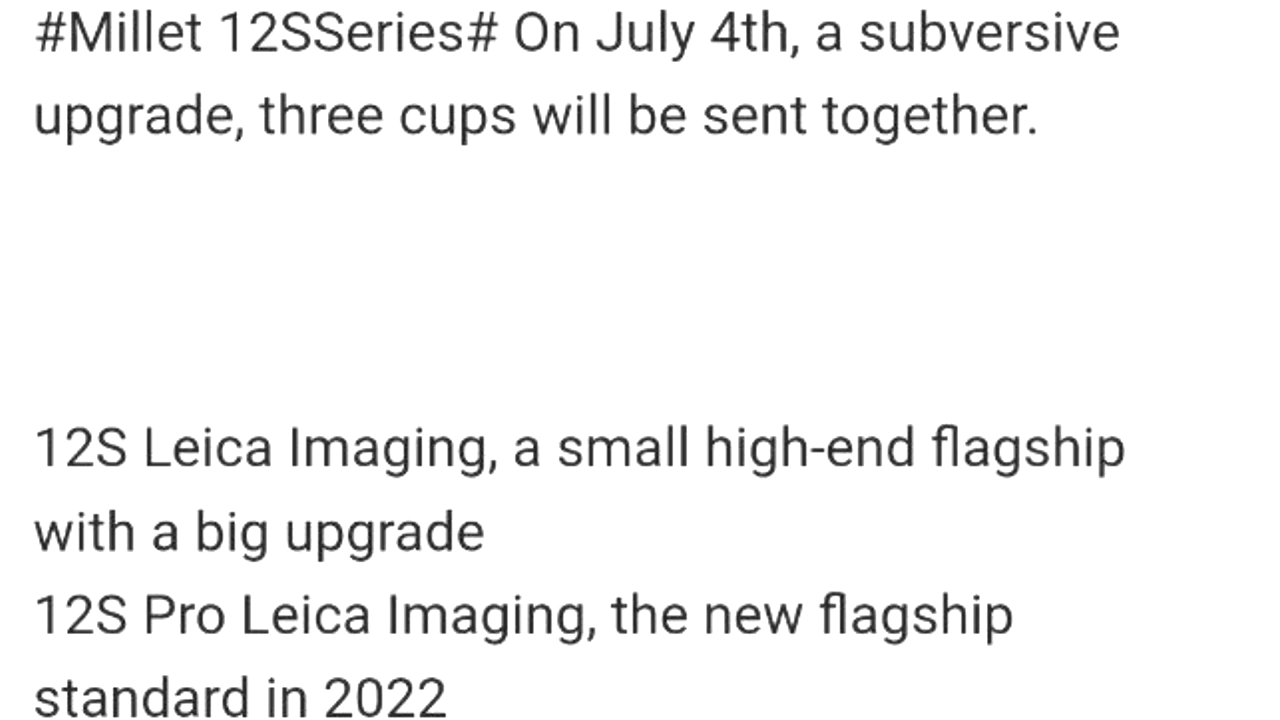 #Millet 12SSeries# On July 4th, a subversive
upgrade, three cups will be sent together.
12S Leica Imaging, a small high-end flagship
with a big upgrade
12S Pro Leica Imaging, the new flagship
standard in 2022